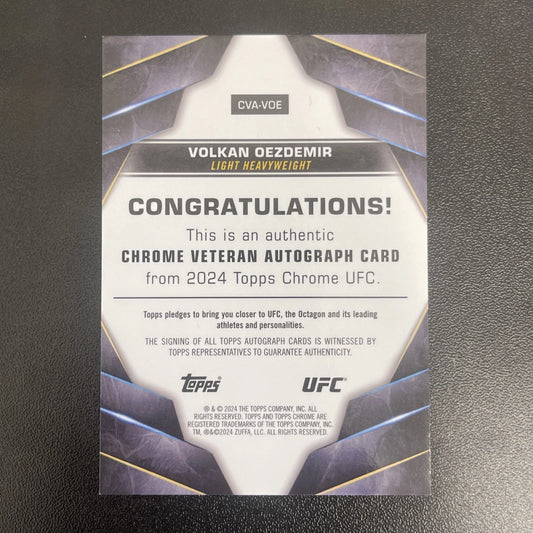 CVA-VOE
VOLKAN OEZDEMIR
LIGHT HEAVYWEIGHT
CONGRATULATIONS!
This is an authentic
CHROME VETERAN AUTOGRAPH CARD
from 2024 Topps Chrome UFC.
Topps pledges to bring you closer to UFC, the Octagon and its leading
athletes and personalities.
THE SIGNING OF ALL TOPPS AUTOGRAPH CARDS IS WITNESSED BY
TOPPS REPRESENTATIVES TO GUARANTEE AUTHENTICITY.
Topps UFC
® & © 2024 THE TOPPS COMPANY, INC. ALL
RIGHTS RESERVED. TOPPS AND TOPPS CHROME ARE
REGISTERED TRADEMARKS OF THE TOPPS COMPANY, INC.
TM, ®&©2024 ZUFFA, LLC. ALL RIGHTS RESERVED.